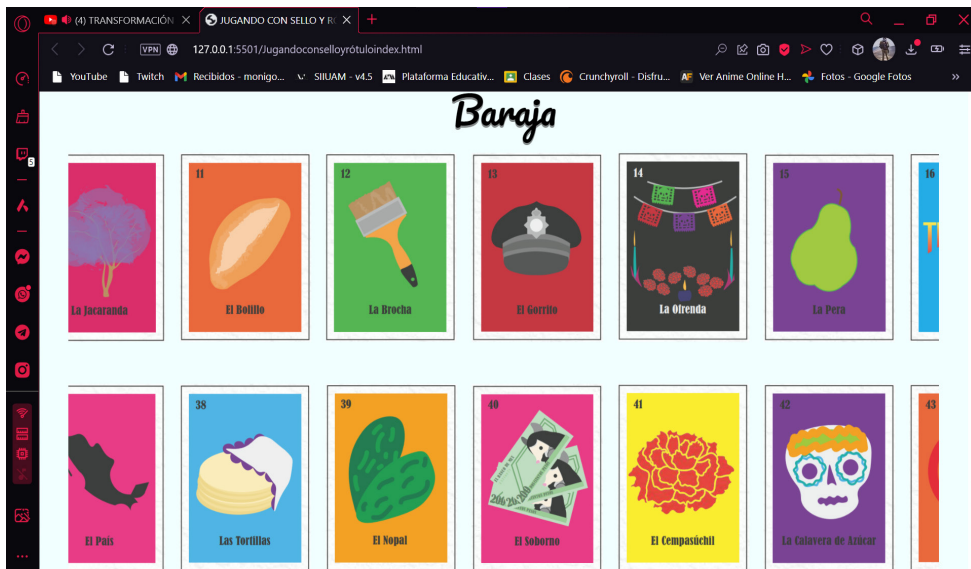 (4) TRANSFORMACIÓN
JUGANDO CON SELLO Y RO
VPN
127.0.0.1:5501/Jugandoconselloyrótuloindex.html
YouTube
Twitch
Recibidos - monigo...
SIIUAM - v4.5
Plataforma Educativ...
Clases
Crunchyroll - Disfru...
AF
Ver Anime Online H...
Fotos - Google Fotos
5
Baraja
11
12
13
14
15
16
La Jacaranda
El Bolillo
La Brocha
El Gorrito
La Ofrenda
La Pera
38
39
40
41
42
43
El País
Las Tortillas
El Nopal
El Soborno
El Cempasúchil
La Calavera de Azúcar